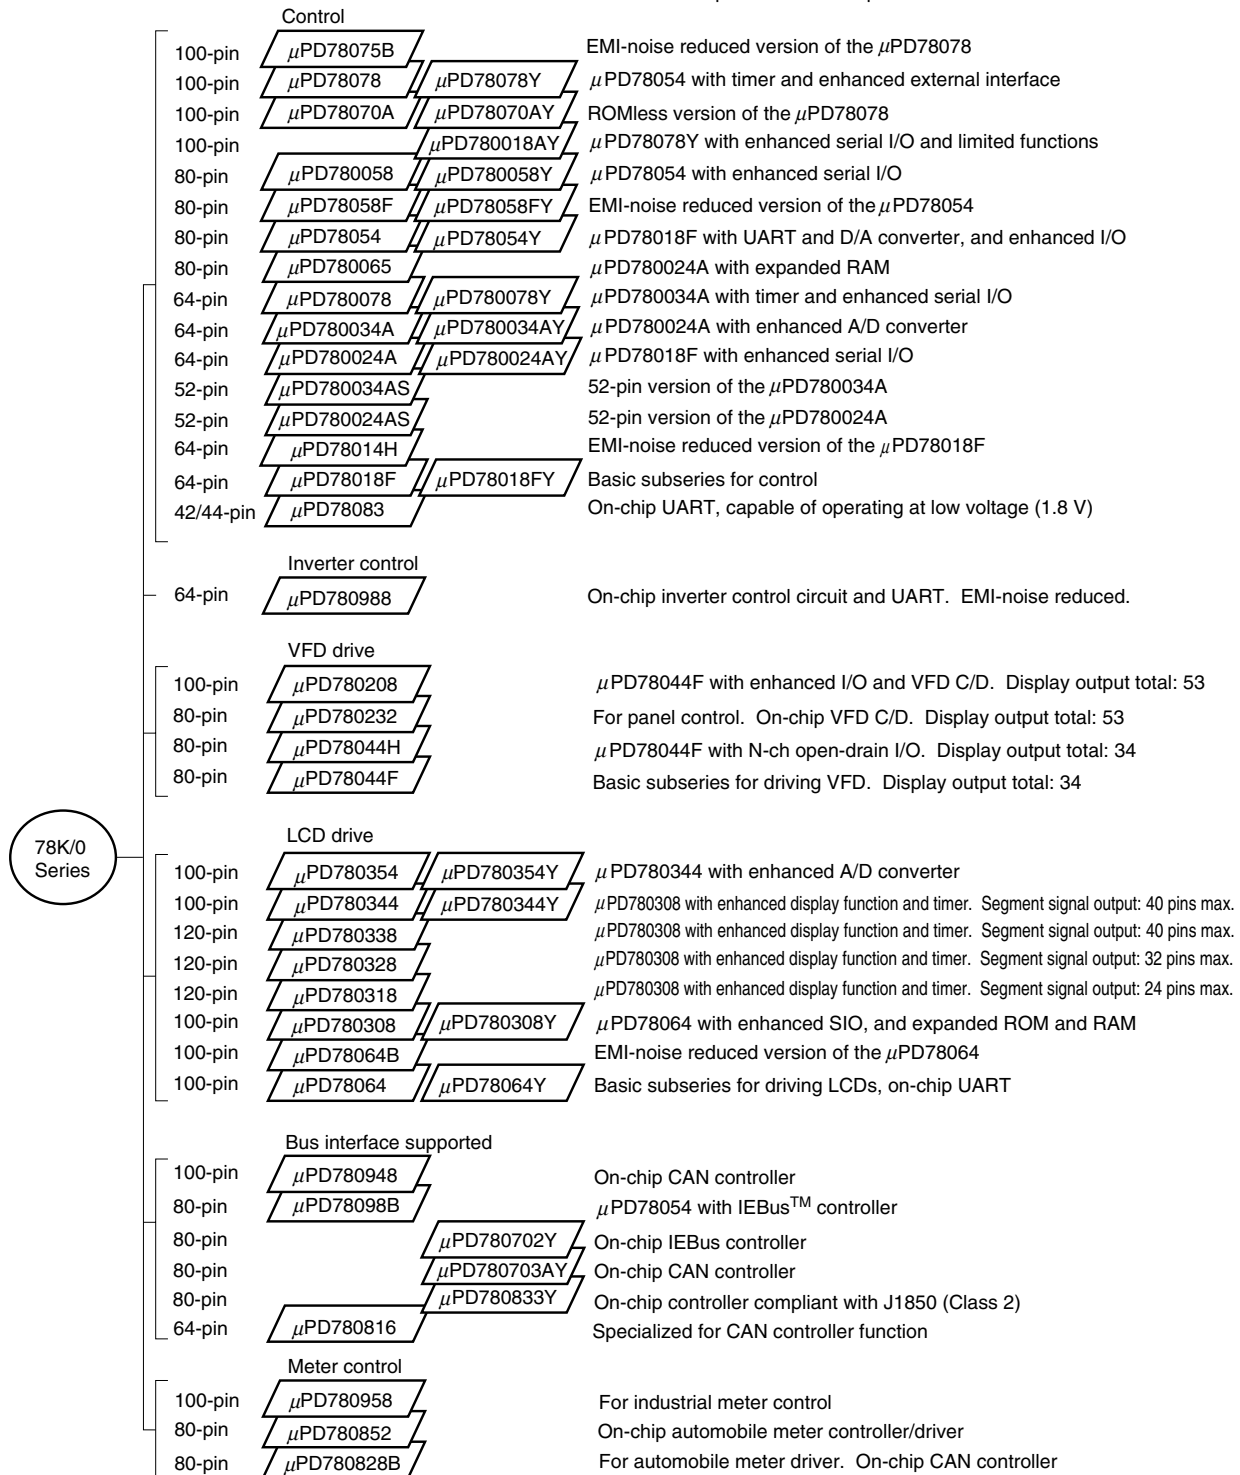 Control
100-pin μPD78075B EMI-noise reduced version of the μPD78078
100-pin μPD78078 μPD78078Y μPD78054 with timer and enhanced external interface
100-pin μPD78070A μPD78070AY ROMless version of the μPD78078
100-pin μPD780018AY μPD78078Y with enhanced serial I/O and limited functions
80-pin μPD780058 μPD780058Y μPD78054 with enhanced serial I/O
80-pin μPD78058F μPD78058FY EMI-noise reduced version of the μPD78054
80-pin μPD78054 μPD78054Y μPD78018F with UART and D/A converter, and enhanced I/O
80-pin μPD780065 μPD780024A with expanded RAM
64-pin μPD780078 μPD780078Y μPD780034A with timer and enhanced serial I/O
64-pin μPD780034A μPD780034AY μPD780024A with enhanced A/D converter
64-pin μPD780024A μPD780024AY μPD78018F with enhanced serial I/O
52-pin μPD780034AS 52-pin version of the μPD780034A
52-pin μPD780024AS 52-pin version of the μPD780024A
64-pin μPD78014H EMI-noise reduced version of the μPD78018F
64-pin μPD78018F μPD78018FY Basic subseries for control
42/44-pin μPD78083 On-chip UART, capable of operating at low voltage (1.8 V)
Inverter control
64-pin μPD780988 On-chip inverter control circuit and UART. EMI-noise reduced.
VFD drive
100-pin μPD780208 μPD78044F with enhanced I/O and VFD C/D. Display output total: 53
80-pin μPD780232 For panel control. On-chip VFD C/D. Display output total: 53
80-pin μPD78044H μPD78044F with N-ch open-drain I/O. Display output total: 34
80-pin μPD78044F Basic subseries for driving VFD. Display output total: 34
78K/0
Series
LCD drive
100-pin μPD780354 μPD780354Y μPD780344 with enhanced A/D converter
100-pin μPD780344 μPD780344Y μPD780308 with enhanced display function and timer. Segment signal output: 40 pins max.
120-pin μPD780338 μPD780308 with enhanced display function and timer. Segment signal output: 40 pins max.
120-pin μPD780328 μPD780308 with enhanced display function and timer. Segment signal output: 32 pins max.
120-pin μPD780318 μPD780308 with enhanced display function and timer. Segment signal output: 24 pins max.
100-pin μPD780308 μPD780308Y μPD78064 with enhanced SIO, and expanded ROM and RAM
100-pin μPD78064B EMI-noise reduced version of the μPD78064
100-pin μPD78064 μPD78064Y Basic subseries for driving LCDs, on-chip UART
Bus interface supported
100-pin μPD780948 On-chip CAN controller
80-pin μPD78098B μPD78054 with IEBus™ controller
80-pin μPD780702Y On-chip IEBus controller
80-pin μPD780703AY On-chip CAN controller
80-pin μPD780833Y On-chip controller compliant with J1850 (Class 2)
64-pin μPD780816 Specialized for CAN controller function
Meter control
100-pin μPD780958 For industrial meter control
80-pin μPD780852 On-chip automobile meter controller/driver
80-pin μPD780828B For automobile meter driver. On-chip CAN controller